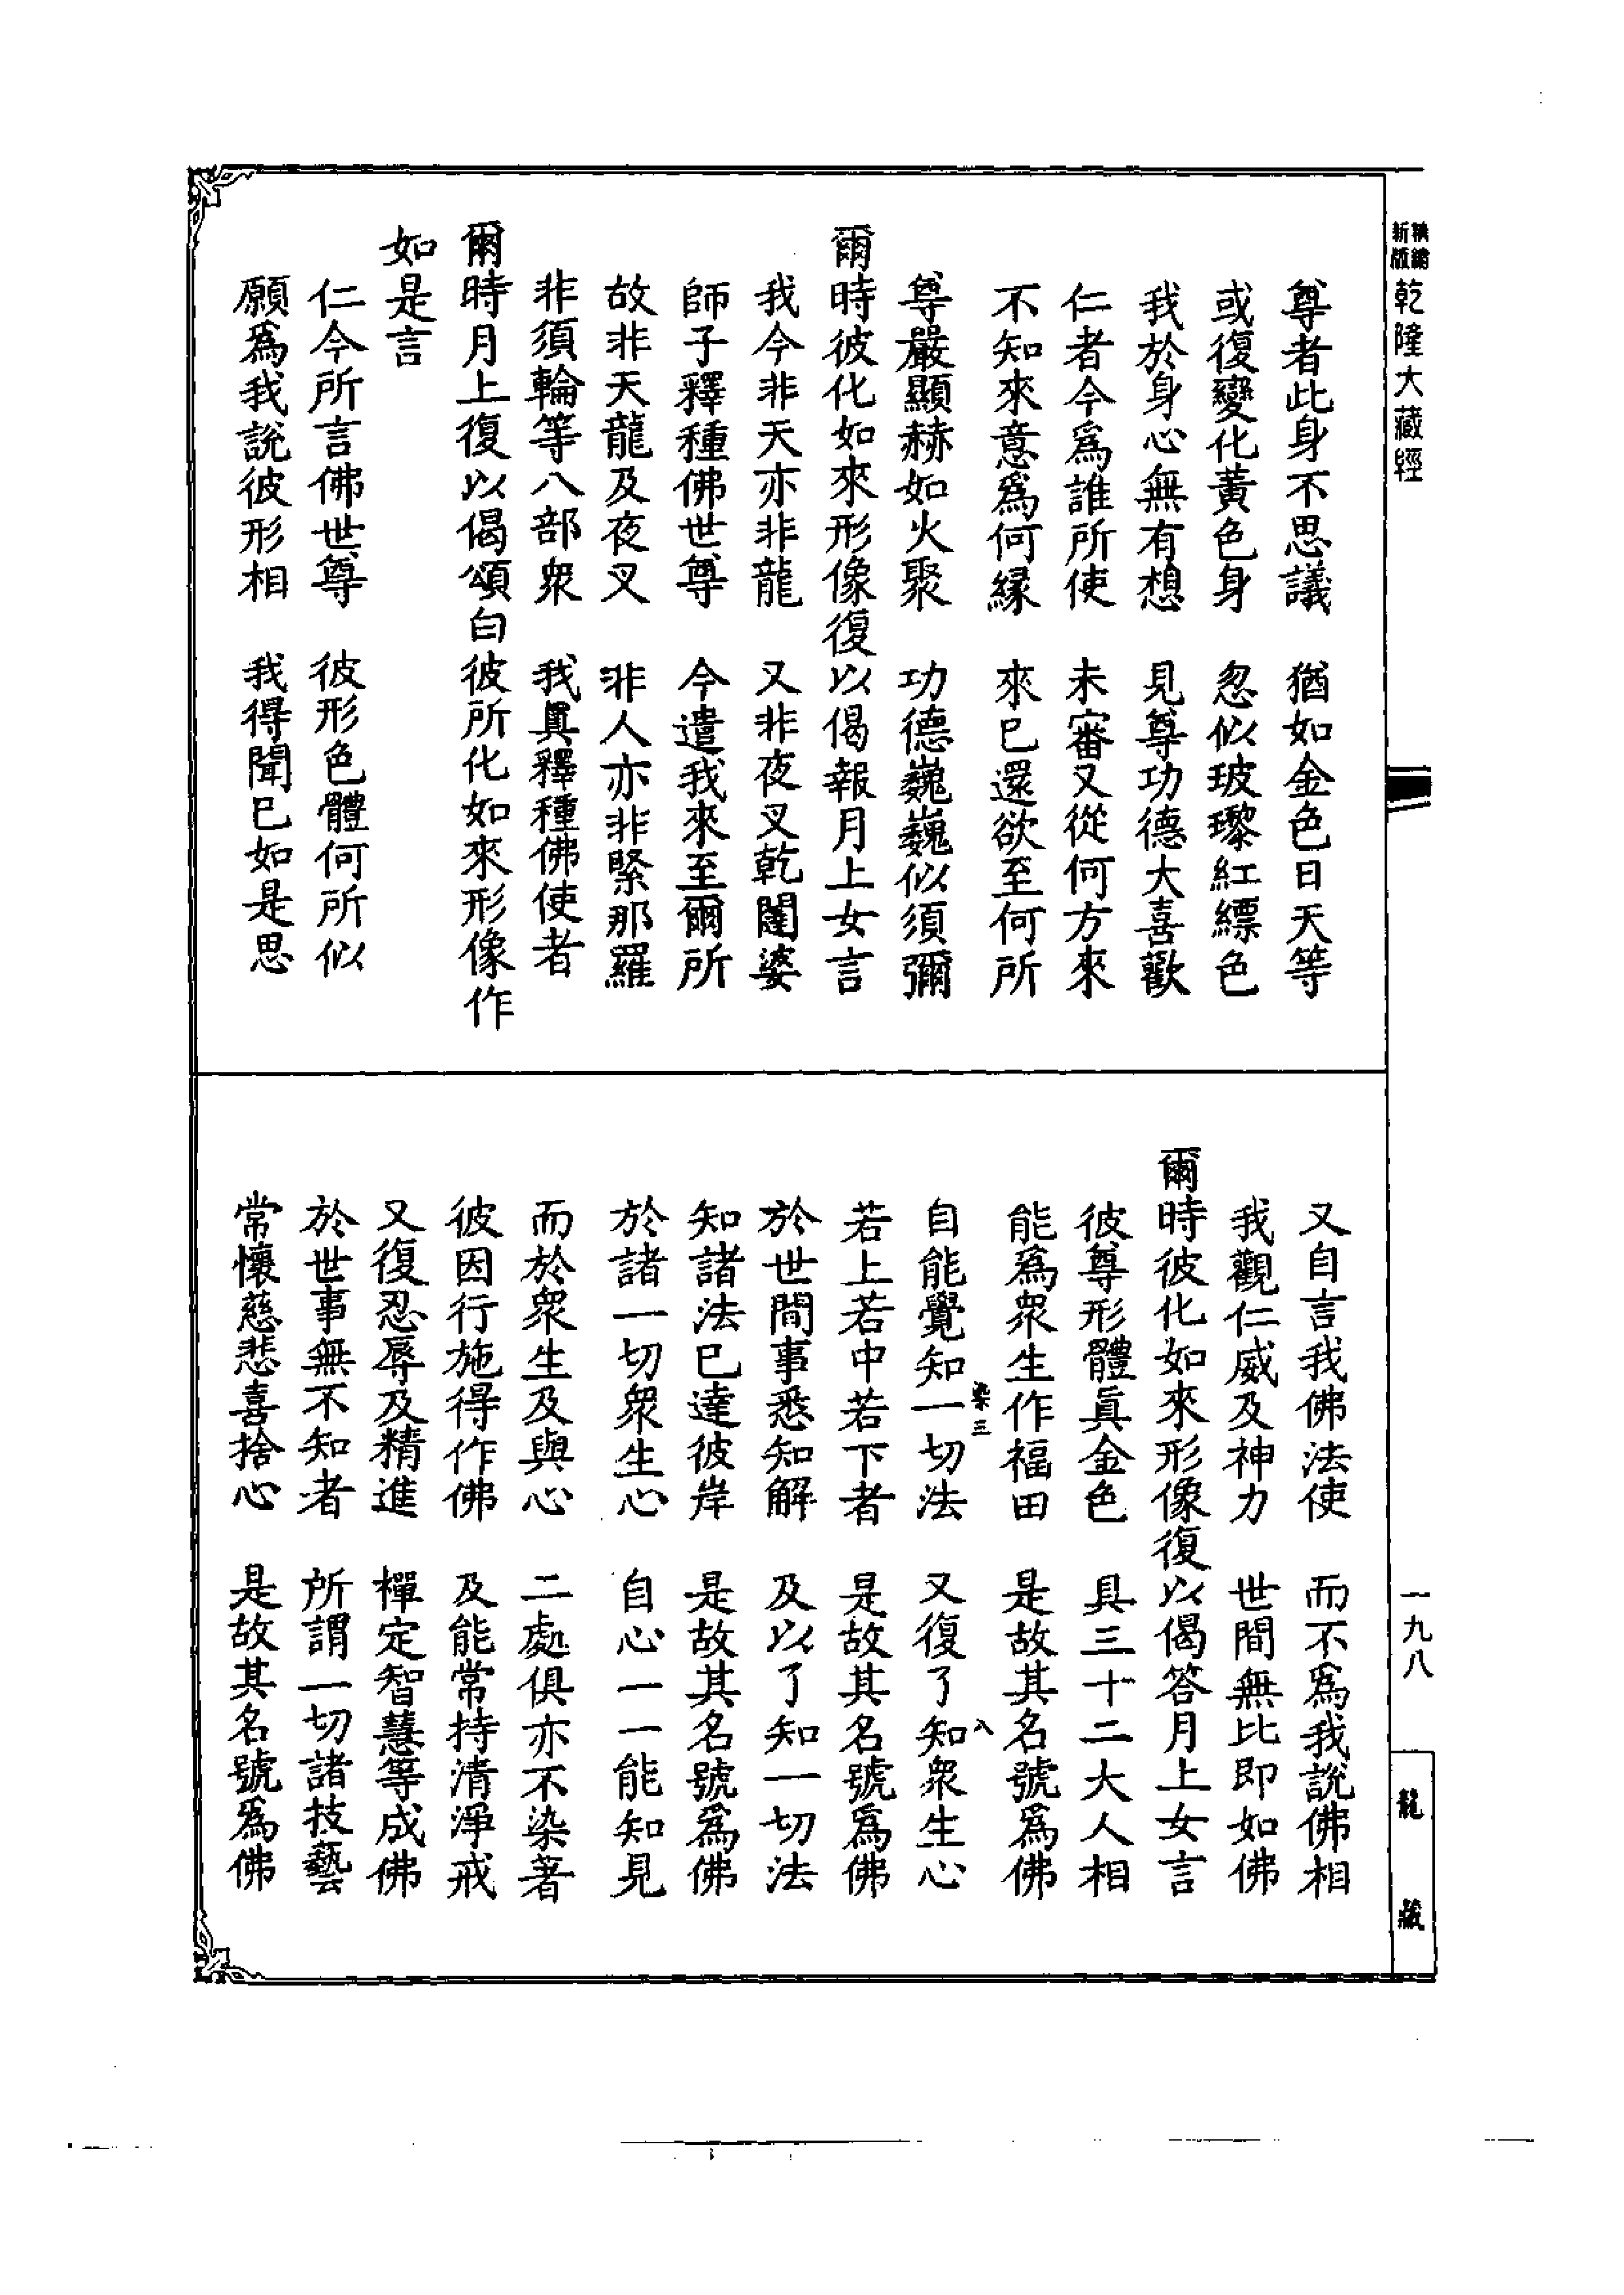 新版
精縮
乾隆大藏經
尊者此身不思議　猶如金色日天等
或復變化黃色身　忽似玻瓈紅縹色
我於身心無有想　見尊功德大喜歡
仁者今爲誰所使　未審又從何方來
不知來意爲何緣　來已還欲至何所
尊嚴顯赫如火聚　功德巍巍似須彌
爾時彼化如來形像復以偈報月上女言
我今非天亦非龍　又非夜叉乾闥婆
師子釋種佛世尊　今遣我來至爾所
故非天龍及夜叉　非人亦非緊那羅
非須輪等八部衆　我眞釋種佛使者
爾時月上復以偈頌白彼所化如來形像作
如是言
仁今所言佛世尊　彼形色體何所似
願爲我說彼形相　我得聞已如是思
又自言我佛法使　而不爲我說佛相
我觀仁威及神力　世間無比即如佛
爾時彼化如來形像復以偈答月上女言
彼尊形體眞金色　具三十二大人相
能爲衆生作福田　是故其名號爲佛
染三　八
自能覺知一切法　又復了知衆生心
若上若中若下者　是故其名號爲佛
於世間事悉知解　及以了知一切法
知諸法已達彼岸　是故其名號爲佛
於諸一切衆生心　自心一一能知見
而於衆生及與心　二處俱亦不染著
彼因行施得作佛　及能常持清淨戒
又復忍辱及精進　禪定智慧等成佛
於世事無不知者　所謂一切諸技藝
常懷慈悲喜捨心　是故其名號爲佛
一九八
龍藏